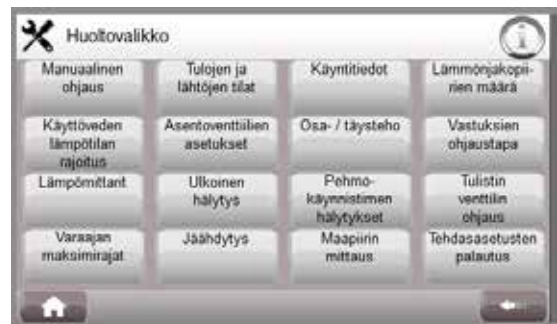 Huoltovalikko
Manuaalinen
ohjaus
Tulojen ja
lähtöjen tilat
Käyntitiedot
Lämmönjakopii-
rien määrä
Käyttöveden
lämpötilan
rajoitus
Asentoventtiilien
asetukset
Osa- / täysteho
Vastuksien
ohjaustapa
Lämpömittarit
Ulkoinen
hälytys
Pehmo-
käynnistimen
hälytykset
Tulistin
venttilin
ohjaus
Varaajan
maksimirajat
Jäähdytys
Maapiirin
mittaus
Tehdasasetusten
palautus